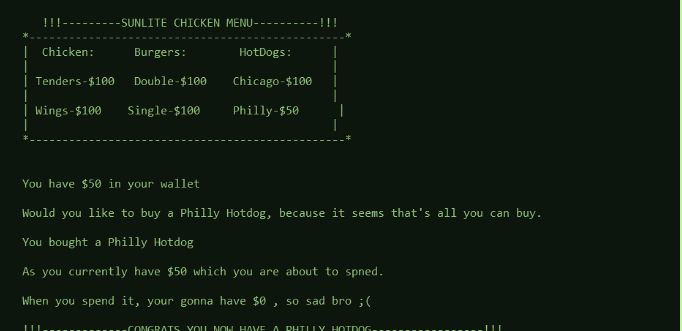 !!!---------SUNLITE CHICKEN MENU----------!!!
*-----------------------------------------------*
|  Chicken:      Burgers:        HotDogs:      |
|                                              |
| Tenders-$100   Double-$100    Chicago-$100   |
|                                              |
| Wings-$100    Single-$100     Philly-$50      |
|                                              |
*-----------------------------------------------*
You have $50 in your wallet
Would you like to buy a Philly Hotdog, because it seems that's all you can buy.
You bought a Philly Hotdog
As you currently have $50 which you are about to spned.
When you spend it, your gonna have $0 , so sad bro ;(
!!!-------------CONGRATS YOU NOW HAVE A PHILLY HOTDOG-----------------!!!